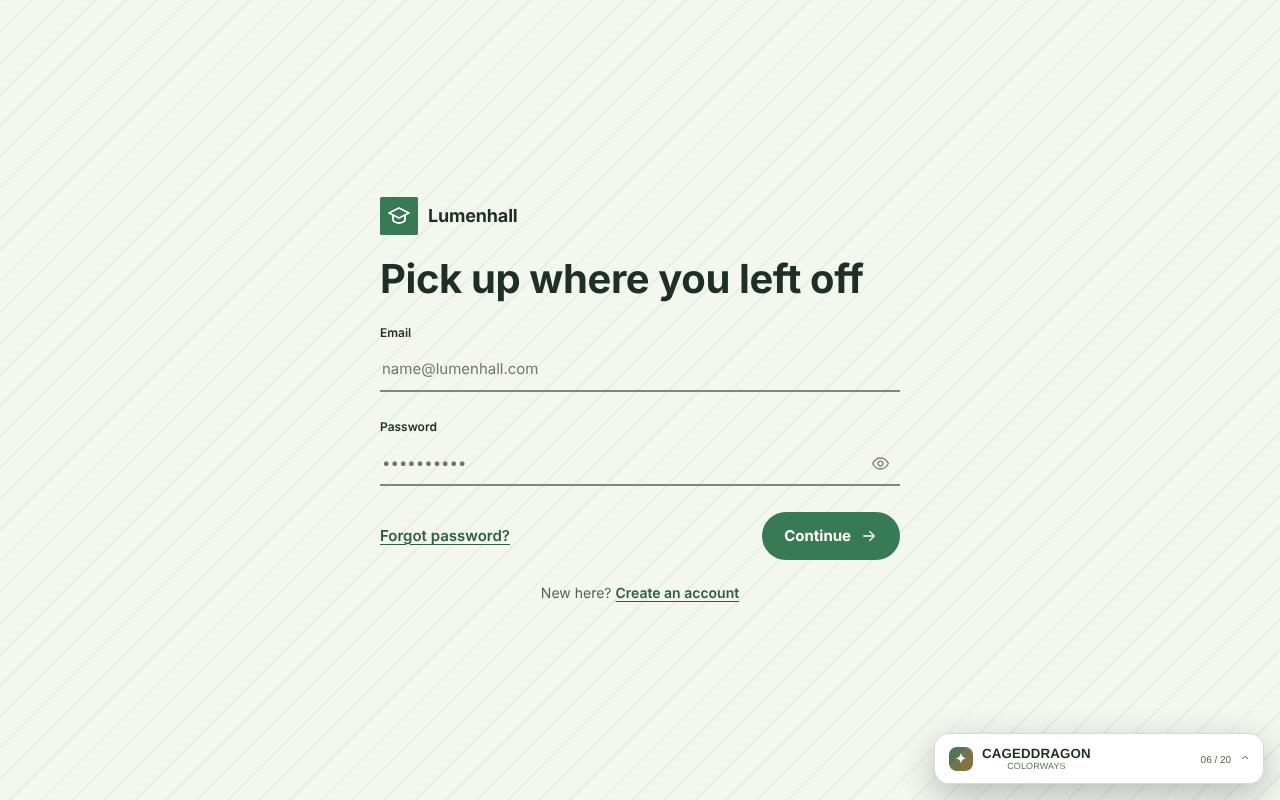 Lumenhall
Pick up where you left off
Email
name@lumenhall.com
Password
••••••••••
Forgot password?
Continue
New here? Create an account
CAGEDDRAGON
COLORWAYS
06 / 20